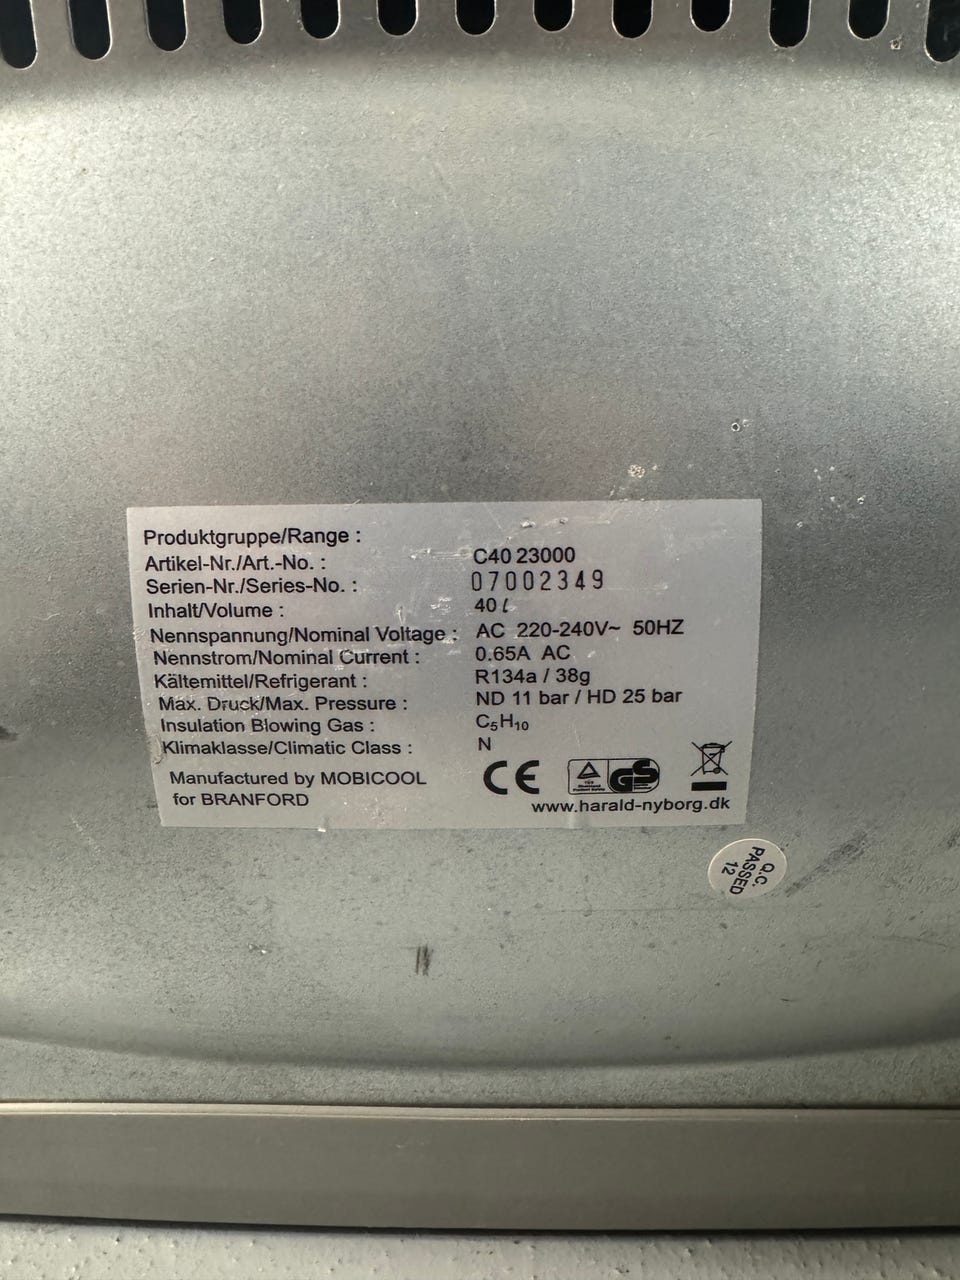 Produktgruppe/Range :
Artikel-Nr./Art.-No. : C40 23000
Serien-Nr./Series-No. : 07002349
Inhalt/Volume : 40 l
Nennspannung/Nominal Voltage : AC 220-240V~ 50HZ
Nennstrom/Nominal Current : 0.65A AC
Kältemittel/Refrigerant : R134a / 38g
Max. Druck/Max. Pressure : ND 11 bar / HD 25 bar
Insulation Blowing Gas : C₅H₁₀
Klimaklasse/Climatic Class : N
Manufactured by MOBICOOL
for BRANFORD
CE
GS
www.harald-nyborg.dk
Q.C.
PASSED
12